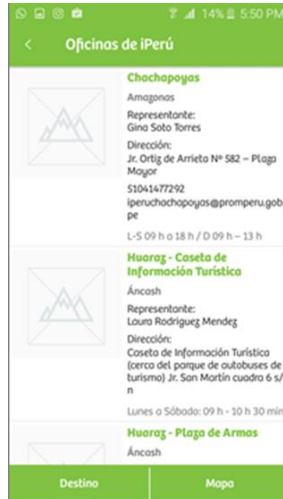 14% 5:50 PM
Oficinas de iPerú
Chachapoyas
Amazonas
Representante:
Gina Soto Torres
Dirección:
Jr. Ortiz de Arrieta Nº 582 – Plaza
Mayor
51041477292
iperuchachapoyas@promperu.gob.
pe
L-S 09 h a 18 h / D 09 h – 13 h
Huaraz - Caseta de
Información Turística
Áncash
Representante:
Laura Rodriguez Mendez
Dirección:
Caseta de Información Turística
(cerca del parque de autobuses de
turismo) Jr. San Martín cuadra 6 s/
n
Lunes a Sábado: 09 h - 10 h 30 min
Huaraz - Plaza de Armas
Áncash
Destino
Mapa